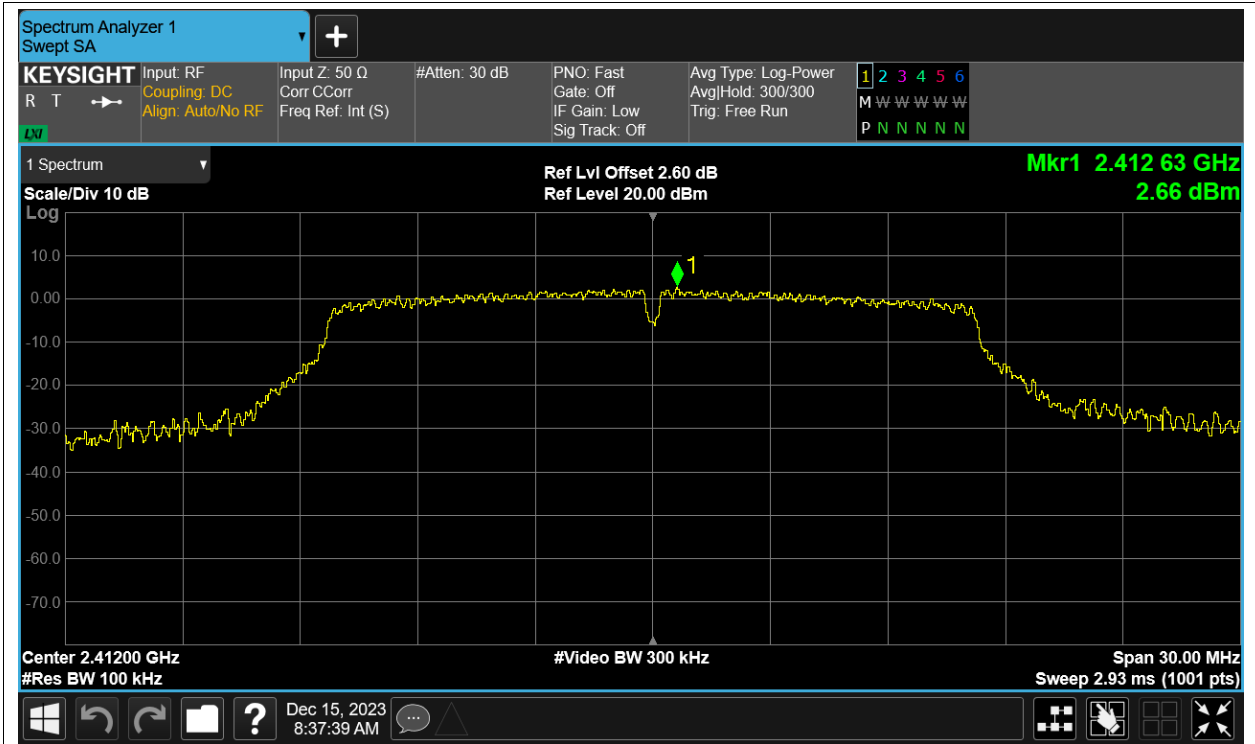 Spectrum Analyzer 1
Swept SA
KEYSIGHT
R T
LXI
Input: RF
Coupling: DC
Align: Auto/No RF
Input Z: 50 Ω
Corr CCorr
Freq Ref: Int (S)
#Atten: 30 dB
PNO: Fast
Gate: Off
IF Gain: Low
Sig Track: Off
Avg Type: Log-Power
Avg|Hold: 300/300
Trig: Free Run
1 2 3 4 5 6
M W W W W W W
P N N N N N N
1 Spectrum
Scale/Div 10 dB
Log
Ref Lvl Offset 2.60 dB
Ref Level 20.00 dBm
Mkr1 2.412 63 GHz
2.66 dBm
1
10.0
0.00
-10.0
-20.0
-30.0
-40.0
-50.0
-60.0
-70.0
Center 2.41200 GHz
#Res BW 100 kHz
#Video BW 300 kHz
Span 30.00 MHz
Sweep 2.93 ms (1001 pts)
?
Dec 15, 2023
8:37:39 AM